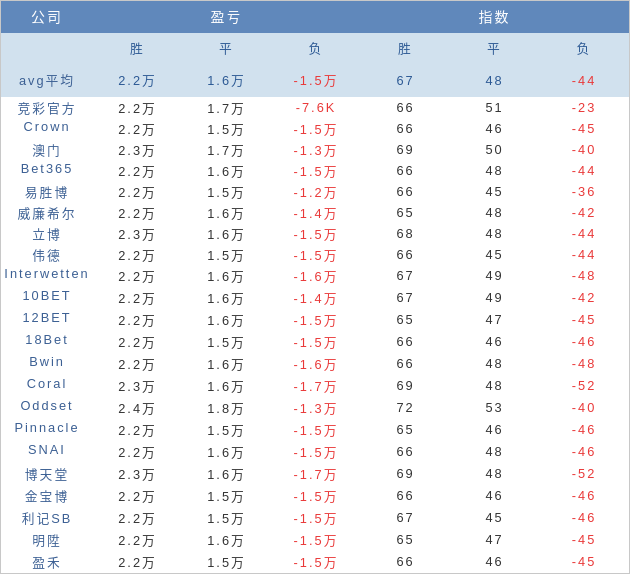 公司 盈亏 指数
胜 平 负 胜 平 负
avg平均 2.2万 1.6万 -1.5万 67 48 -44
竞彩官方 2.2万 1.7万 -7.6K 66 51 -23
Crown 2.2万 1.5万 -1.5万 66 46 -45
澳门 2.3万 1.7万 -1.3万 69 50 -40
Bet365 2.2万 1.6万 -1.5万 66 48 -44
易胜博 2.2万 1.5万 -1.2万 66 45 -36
威廉希尔 2.2万 1.6万 -1.4万 65 48 -42
立博 2.3万 1.6万 -1.5万 68 48 -44
伟德 2.2万 1.5万 -1.5万 66 45 -44
Interwetten 2.2万 1.6万 -1.6万 67 49 -48
10BET 2.2万 1.6万 -1.4万 67 49 -42
12BET 2.2万 1.6万 -1.5万 65 47 -45
18Bet 2.2万 1.5万 -1.5万 66 46 -46
Bwin 2.2万 1.6万 -1.6万 66 48 -48
Coral 2.3万 1.6万 -1.7万 69 48 -52
Oddset 2.4万 1.8万 -1.3万 72 53 -40
Pinnacle 2.2万 1.5万 -1.5万 65 46 -46
SNAI 2.2万 1.6万 -1.5万 66 48 -46
博天堂 2.3万 1.6万 -1.7万 69 48 -52
金宝博 2.2万 1.5万 -1.5万 66 46 -46
利记SB 2.2万 1.5万 -1.5万 67 45 -46
明陞 2.2万 1.6万 -1.5万 65 47 -45
盈禾 2.2万 1.5万 -1.5万 66 46 -45